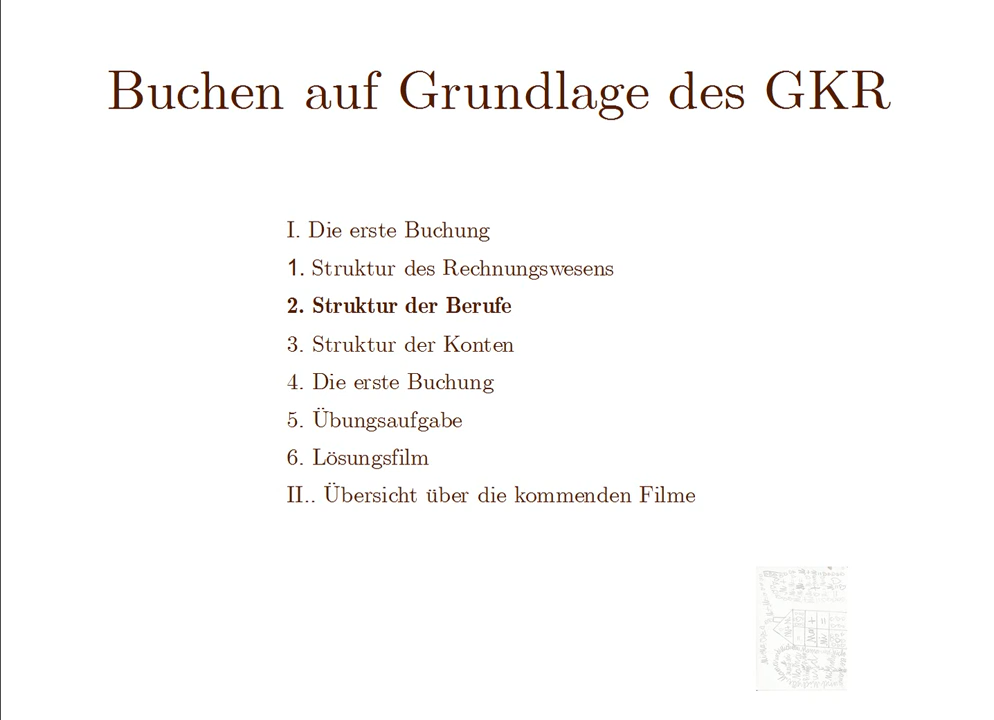 Buchen auf Grundlage des GKR
I. Die erste Buchung
1. Struktur des Rechnungswesens
2. Struktur der Berufe
3. Struktur der Konten
4. Die erste Buchung
5. Übungsaufgabe
6. Lösungsfilm
II.. Übersicht über die kommenden Filme